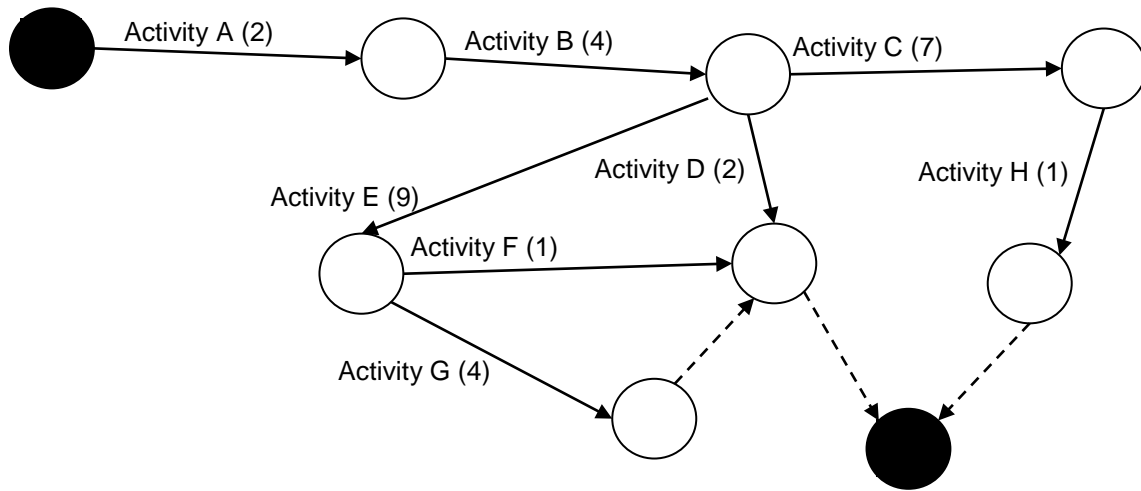 Activity A (2)
Activity B (4)
Activity C (7)
Activity D (2)
Activity H (1)
Activity E (9)
Activity F (1)
Activity G (4)